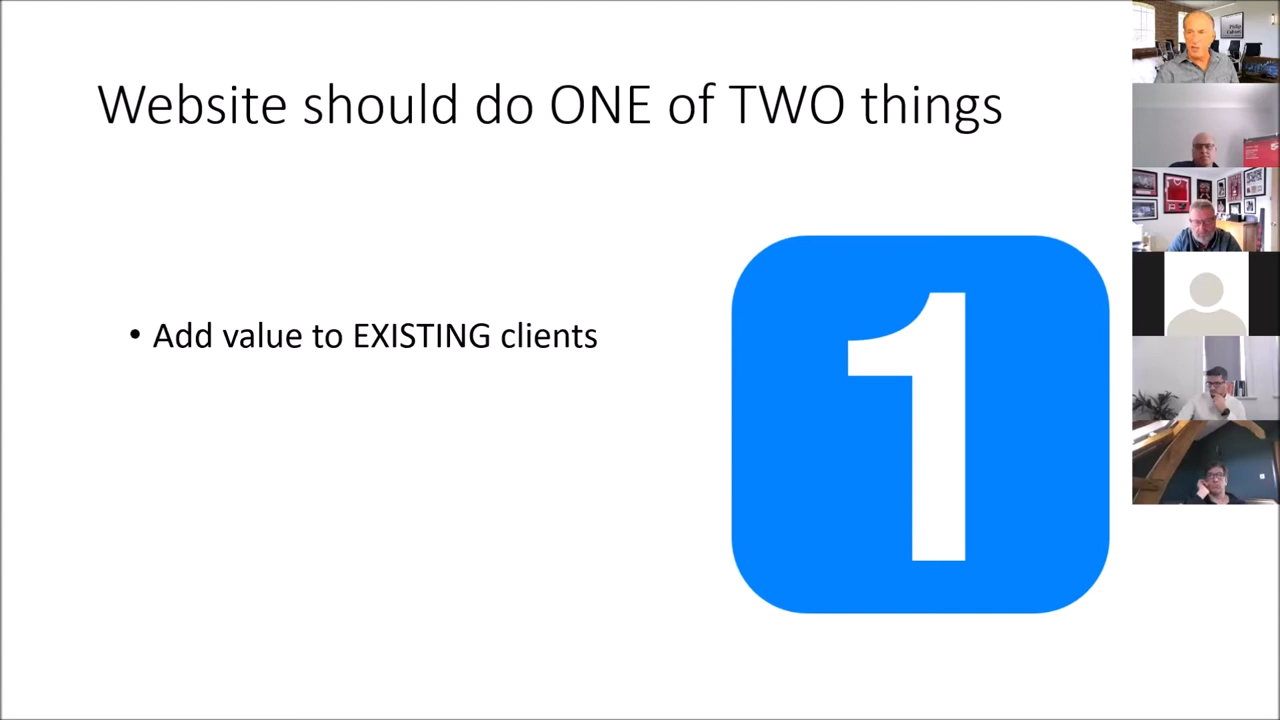 Website should do ONE of TWO things
• Add value to EXISTING clients
1